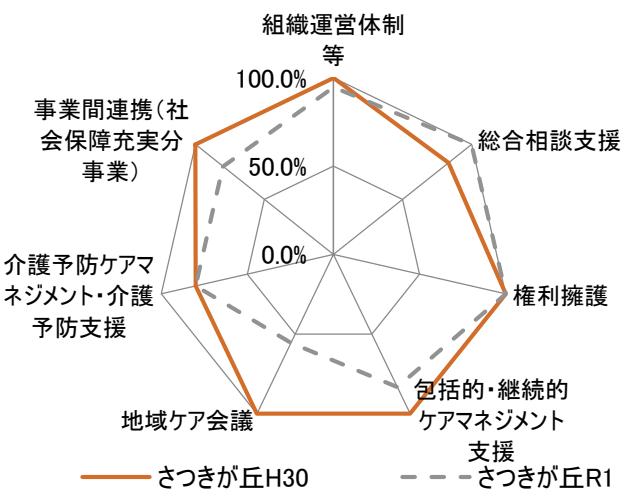 組織運営体制
等
100.0%
事業間連携(社
会保障充実分
事業)
総合相談支援
50.0%
0.0%
介護予防ケアマ
ネジメント・介護
予防支援
権利擁護
包括的・継続的
ケアマネジメント
支援
地域ケア会議
さつきが丘H30
さつきが丘R1